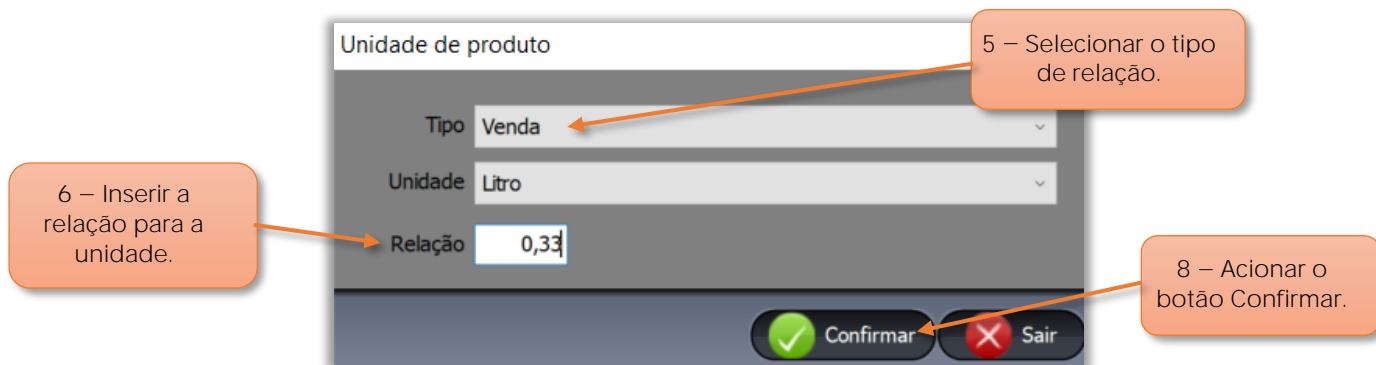 Unidade de produto
5 – Selecionar o tipo
de relação.
Tipo Venda
Unidade Litro
6 – Inserir a
relação para a
unidade.
Relação 0,33
8 – Acionar o
botão Confirmar.
Confirmar Sair